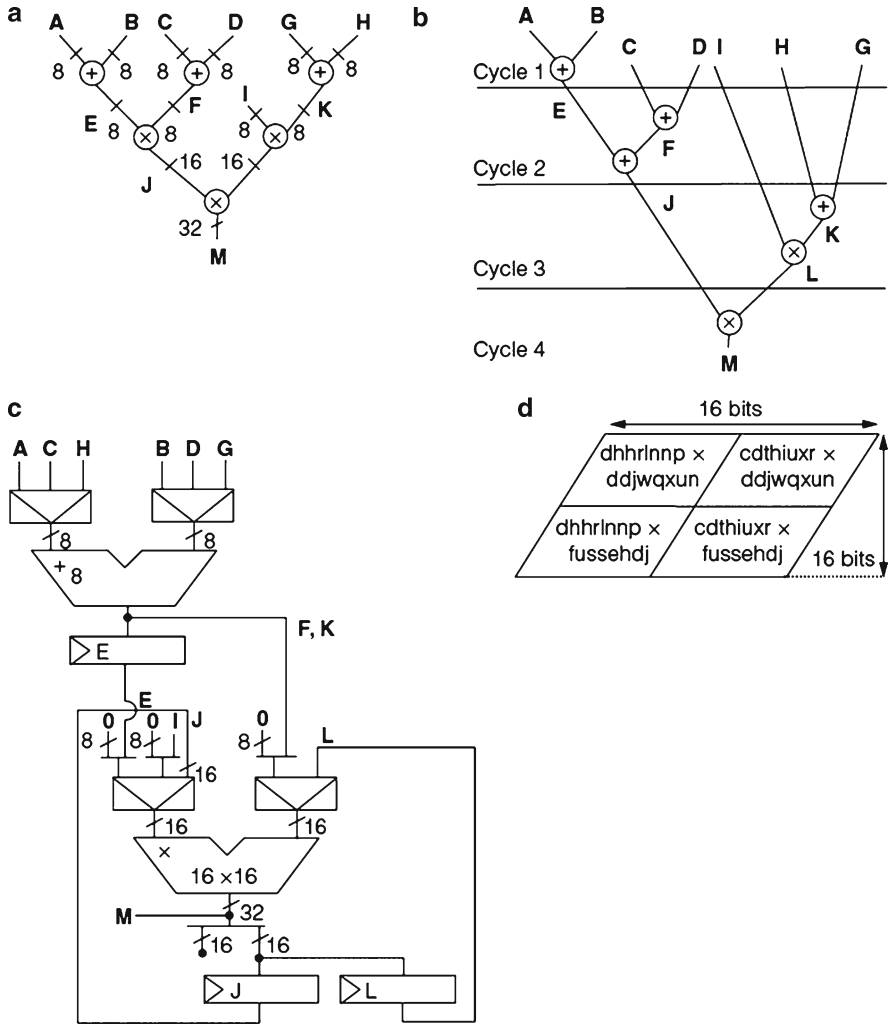 a
A B C D G H
8 8 8 8 8 8
+ + +
I
E F K
8 8 8 8
× ×
16 16
J
×
32
M
b
A B
C D I H G
Cycle 1
+
E
+
F
Cycle 2
+
J
+
K
×
L
Cycle 3
×
Cycle 4
M
c
A C H B D G
8 8
+ 8
F, K
E
E
0 0 I J 0 L
8 8 8
16
16 16
×
16 ×16
M 32
16 16
J L
d
16 bits
dhhrlnnp × cdthiuxr ×
ddjwqxun ddjwqxun
dhhrlnnp × cdthiuxr ×
fussehdj fussehdj
16 bits